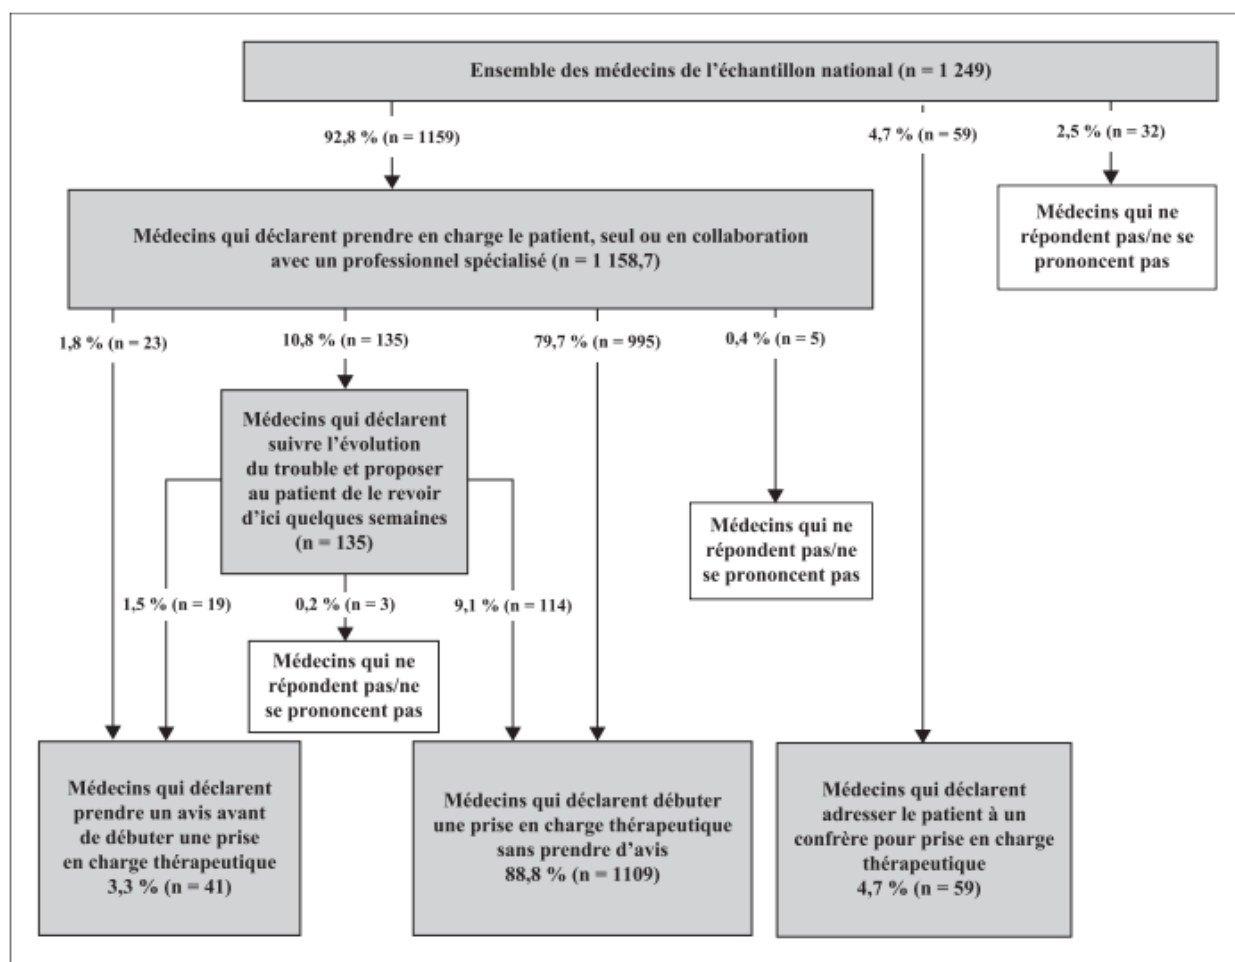 Ensemble des médecins de l'échantillon national (n = 1 249)
92,8 % (n = 1159)
4,7 % (n = 59)
2,5 % (n = 32)
Médecins qui déclarent prendre en charge le patient, seul ou en collaboration
avec un professionnel spécialisé (n = 1 158,7)
Médecins qui ne
répondent pas/ne se
prononcent pas
1,8 % (n = 23)
10,8 % (n = 135)
79,7 % (n = 995)
0,4 % (n = 5)
Médecins qui déclarent
suivre l'évolution
du trouble et proposer
au patient de le revoir
d'ici quelques semaines
(n = 135)
Médecins qui ne
répondent pas/ne
se prononcent pas
1,5 % (n = 19)
0,2 % (n = 3)
9,1 % (n = 114)
Médecins qui ne
répondent pas/ne
se prononcent pas
Médecins qui déclarent
prendre un avis avant
de débuter une prise
en charge thérapeutique
3,3 % (n = 41)
Médecins qui déclarent débuter
une prise en charge thérapeutique
sans prendre d'avis
88,8 % (n = 1109)
Médecins qui déclarent
adresser le patient à un
confrère pour prise en charge
thérapeutique
4,7 % (n = 59)